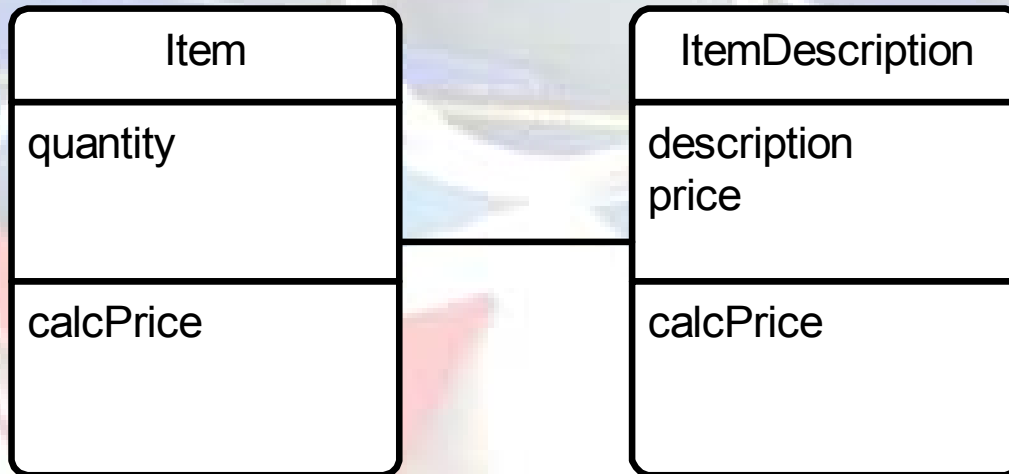 Item
quantity
calcPrice
ItemDescription
description
price
calcPrice